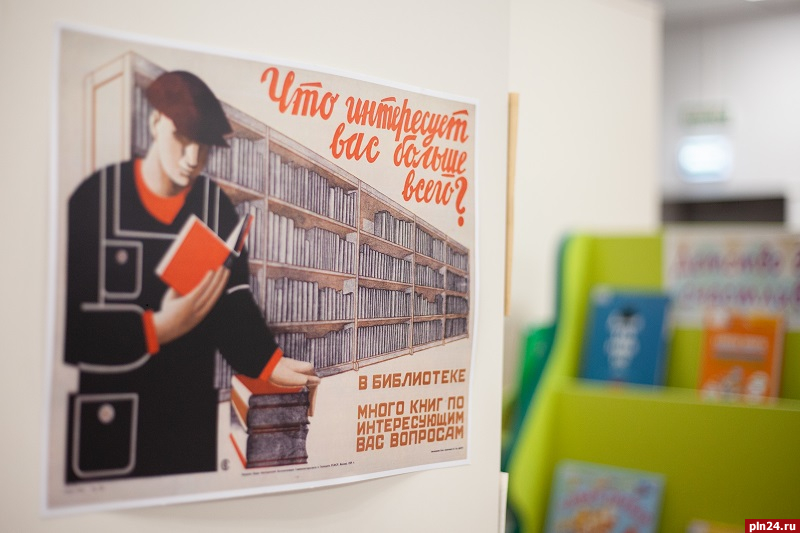 Что интересует
вас больше
всего?
В БИБЛИОТЕКЕ
МНОГО КНИГ ПО
ИНТЕРЕСУЮЩИМ
ВАС ВОПРОСАМ
pln24.ru